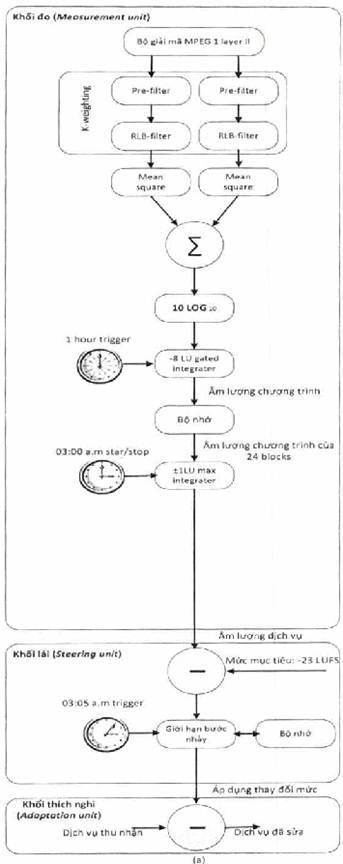 Khối đo (Measurement unit)
Bộ giải mã MPEG 1 layer II
K-weighting
Pre-filter
Pre-filter
RLB-filter
RLB-filter
Mean
square
Mean
square
Σ
10 LOG 10
1 hour trigger
-8 LU gated
integrater
Âm lượng chương trình
Bộ nhớ
Âm lượng chương trình của
24 blocks
03:00 a.m star/stop
±1LU max
integrater
Âm lượng dịch vụ
Khối lái (Steering unit)
Mức mục tiêu: -23 LUFS
03:05 a.m trigger
Giới hạn bước
nhảy
Bộ nhớ
Áp dụng thay đổi mức
Khối thích nghi
(Adaptation unit)
Dịch vụ thu nhận
Dịch vụ đã sửa
(a)